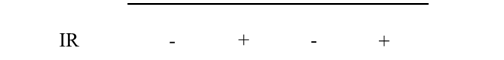 IR - + - +